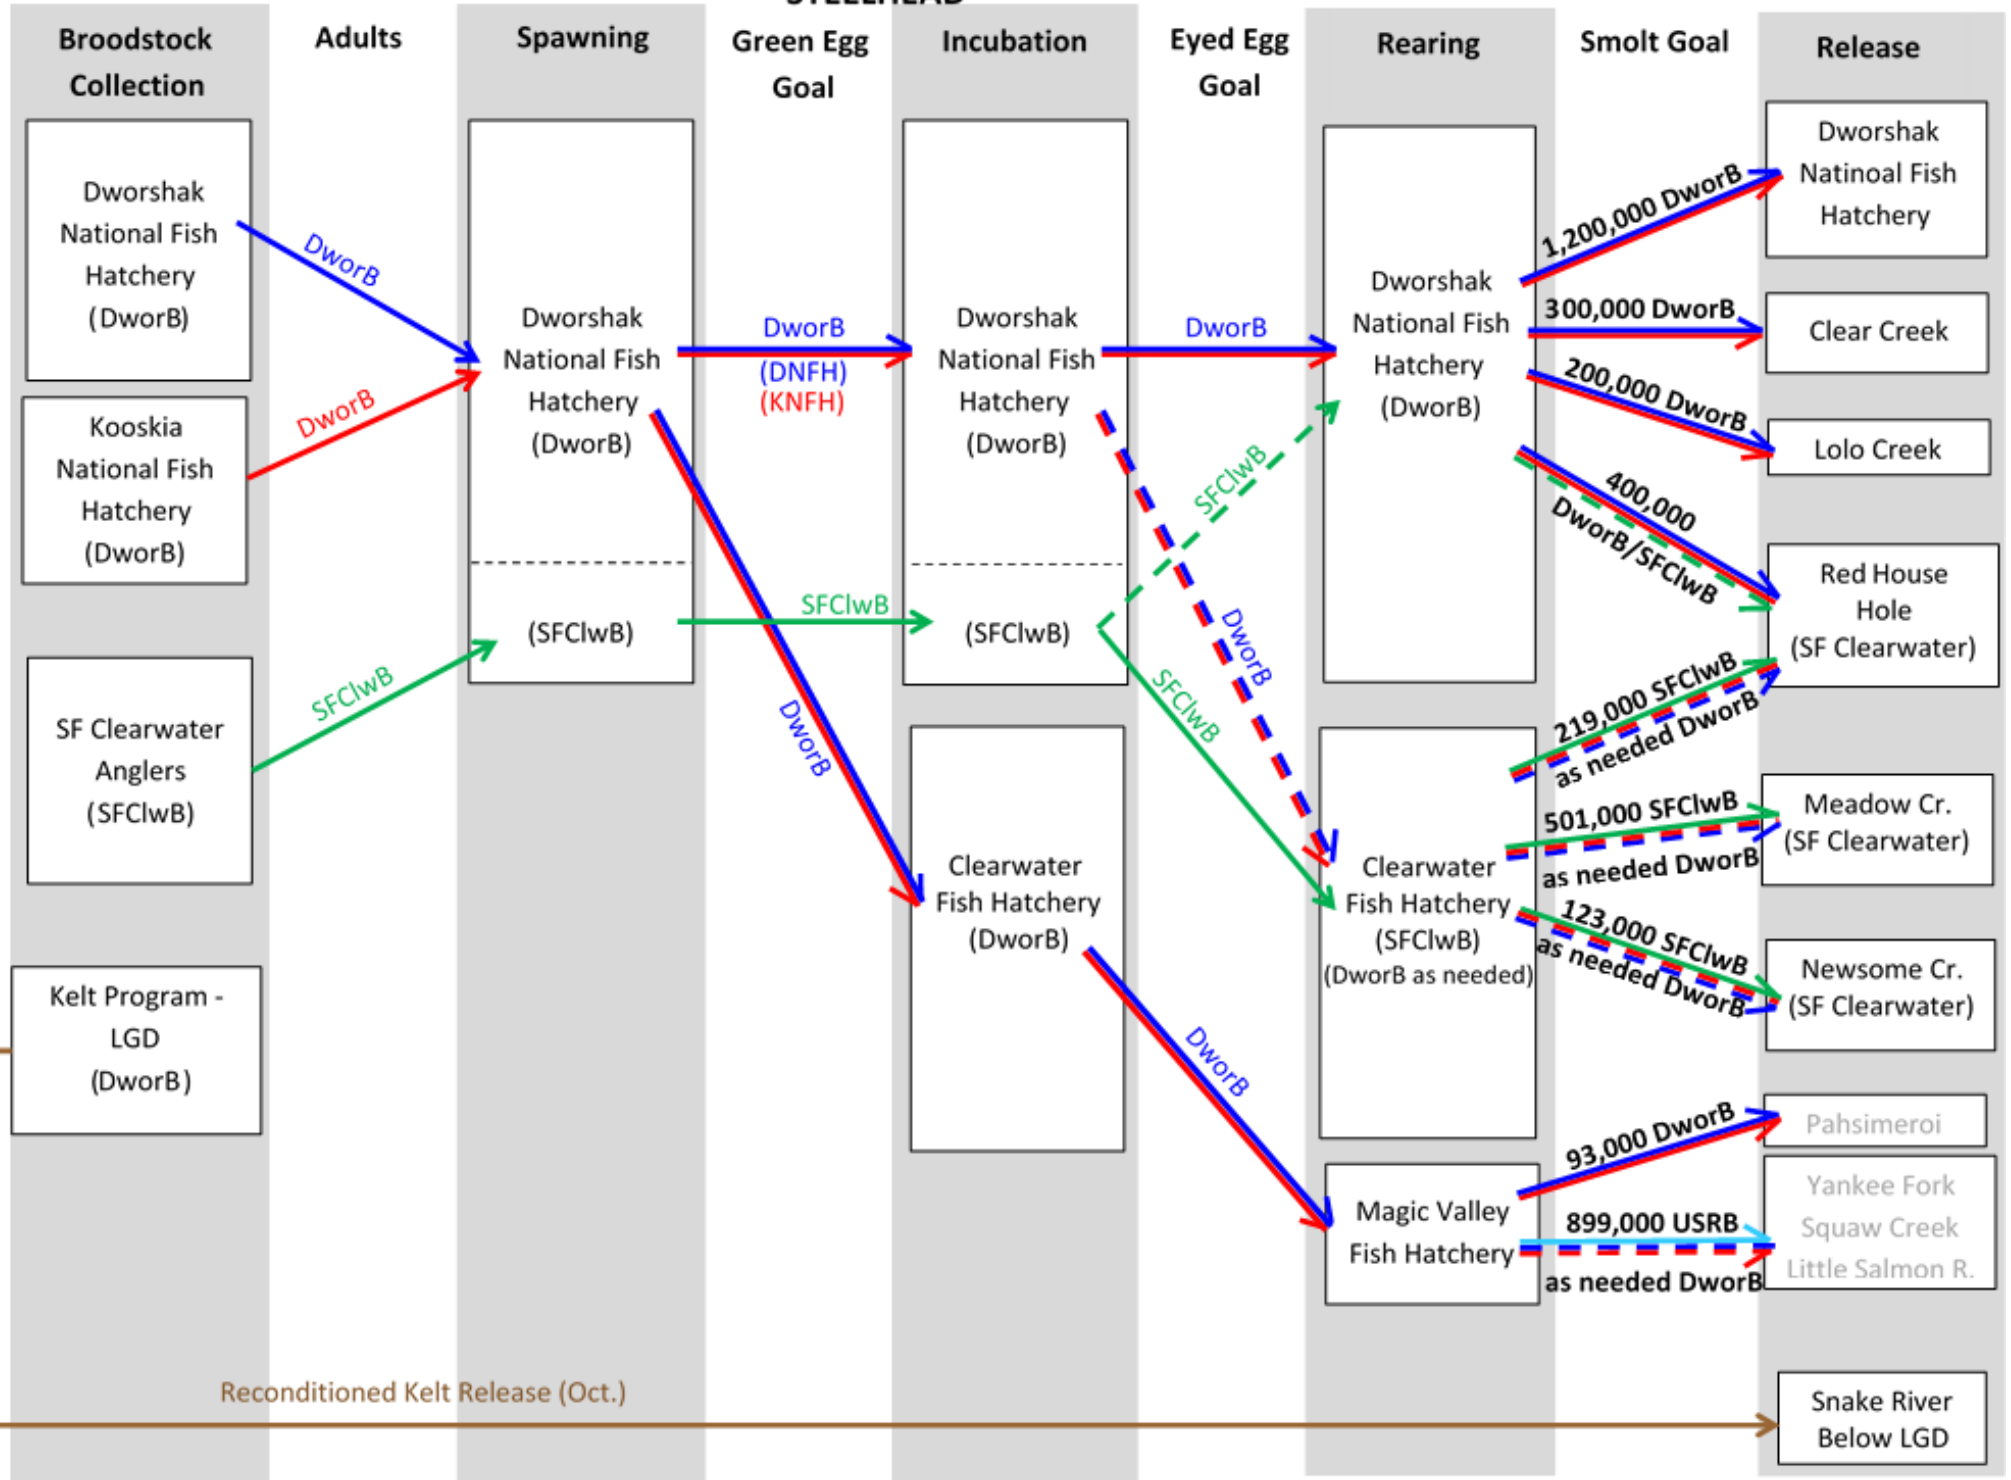 STEELHEAD
Broodstock
Collection
Adults
Spawning
Green Egg
Goal
Incubation
Eyed Egg
Goal
Rearing
Smolt Goal
Release
Dworshak
National Fish
Hatchery
(DworB)
Kooskia
National Fish
Hatchery
(DworB)
SF Clearwater
Anglers
(SFClwB)
Kelt Program -
LGD
(DworB)
DworB
DworB
SFClwB
Dworshak
National Fish
Hatchery
(DworB)
(SFClwB)
DworB
(DNFH)
(KNFH)
SFClwB
DworB
Dworshak
National Fish
Hatchery
(DworB)
(SFClwB)
Clearwater
Fish Hatchery
(DworB)
DworB
SFClwB
DworB
SFClwB
DworB
Dworshak
National Fish
Hatchery
(DworB)
Clearwater
Fish Hatchery
(SFClwB)
(DworB as needed)
Magic Valley
Fish Hatchery
1,200,000 DworB
300,000 DworB
200,000 DworB
400,000
DworB/SFClwB
219,000 SFClwB
as needed DworB
501,000 SFClwB
as needed DworB
123,000 SFClwB
as needed DworB
93,000 DworB
899,000 USRB
as needed DworB
Dworshak
Natinoal Fish
Hatchery
Clear Creek
Lolo Creek
Red House
Hole
(SF Clearwater)
Meadow Cr.
(SF Clearwater)
Newsome Cr.
(SF Clearwater)
Pahsimeroi
Yankee Fork
Squaw Creek
Little Salmon R.
Reconditioned Kelt Release (Oct.)
Snake River
Below LGD